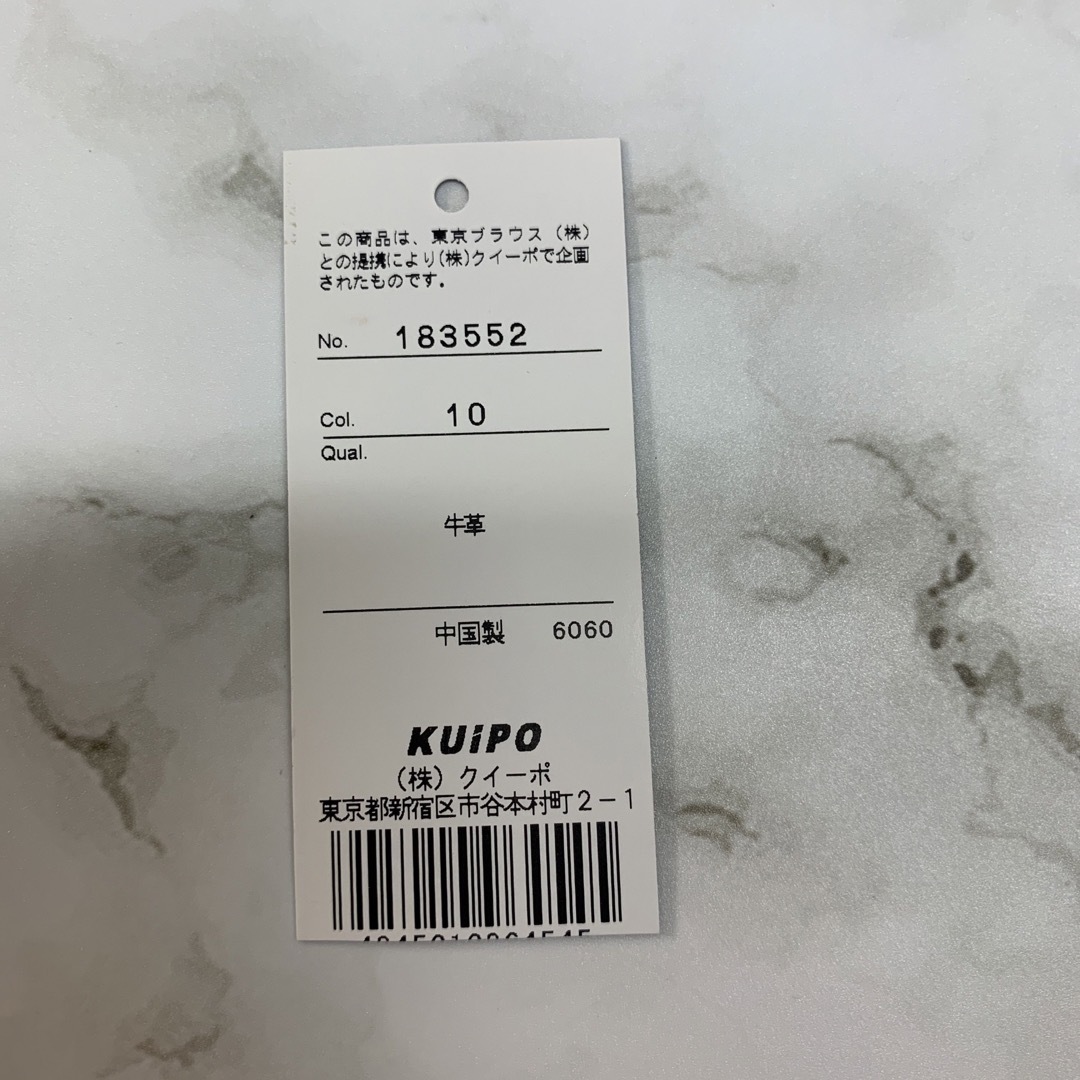 この商品は、東京ブラウス（株）
との提携により(株)クイーポで企画
されたものです。
No. 183552
Col. 10
Qual.
牛革
中国製 6060
KUiPO
（株）クイーポ
東京都新宿区市谷本村町２－１